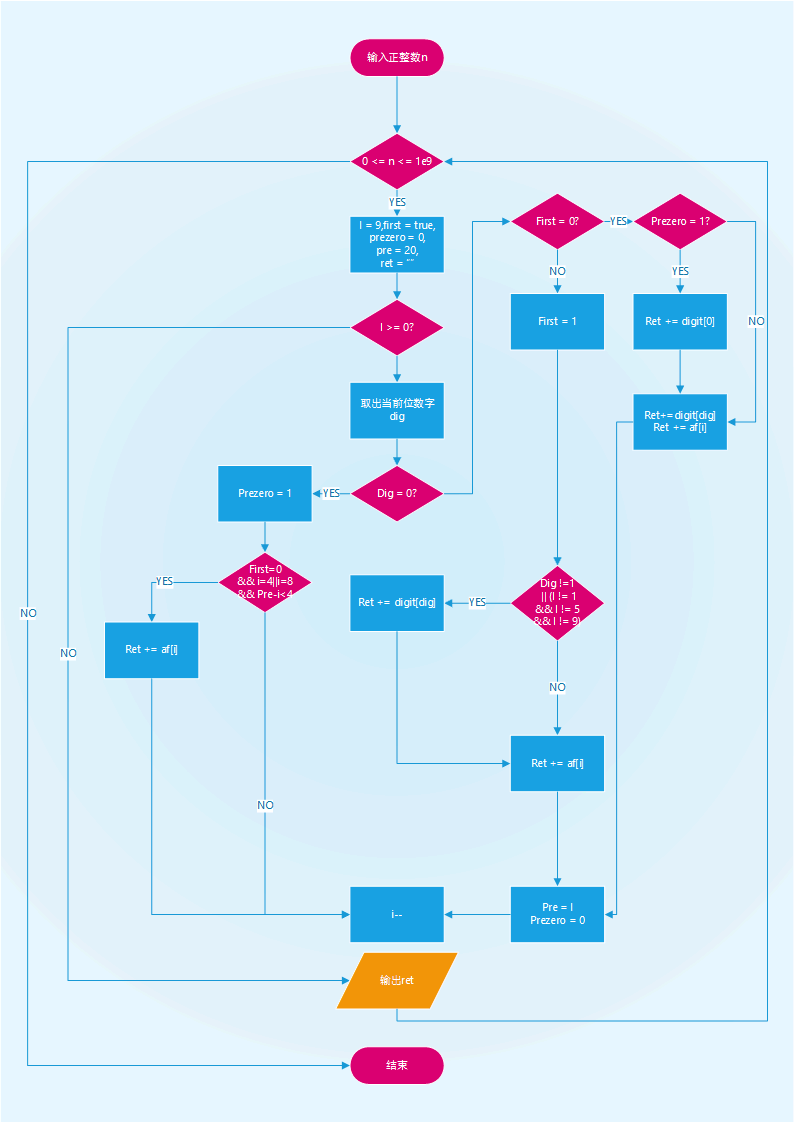 输入正整数n
0 <= n <= 1e9
YES
I = 9,first = true,
prezero = 0,
pre = 20,
ret = ""
First = 0?
YES
Prezero = 1?
NO
YES
First = 1
Ret += digit[0]
NO
I >= 0?
取出当前位数字
dig
Ret+=digit[dig]
Ret += af[i]
Prezero = 1
YES
Dig = 0?
First=0
&& i=4||i=8
&& Pre-i<4
YES
Ret += digit[dig]
YES
Dig !=1
|| (I != 1
&& I != 5
&& I != 9)
NO
NO
Ret += af[i]
NO
Ret += af[i]
NO
i--
Pre = I
Prezero = 0
输出ret
结束